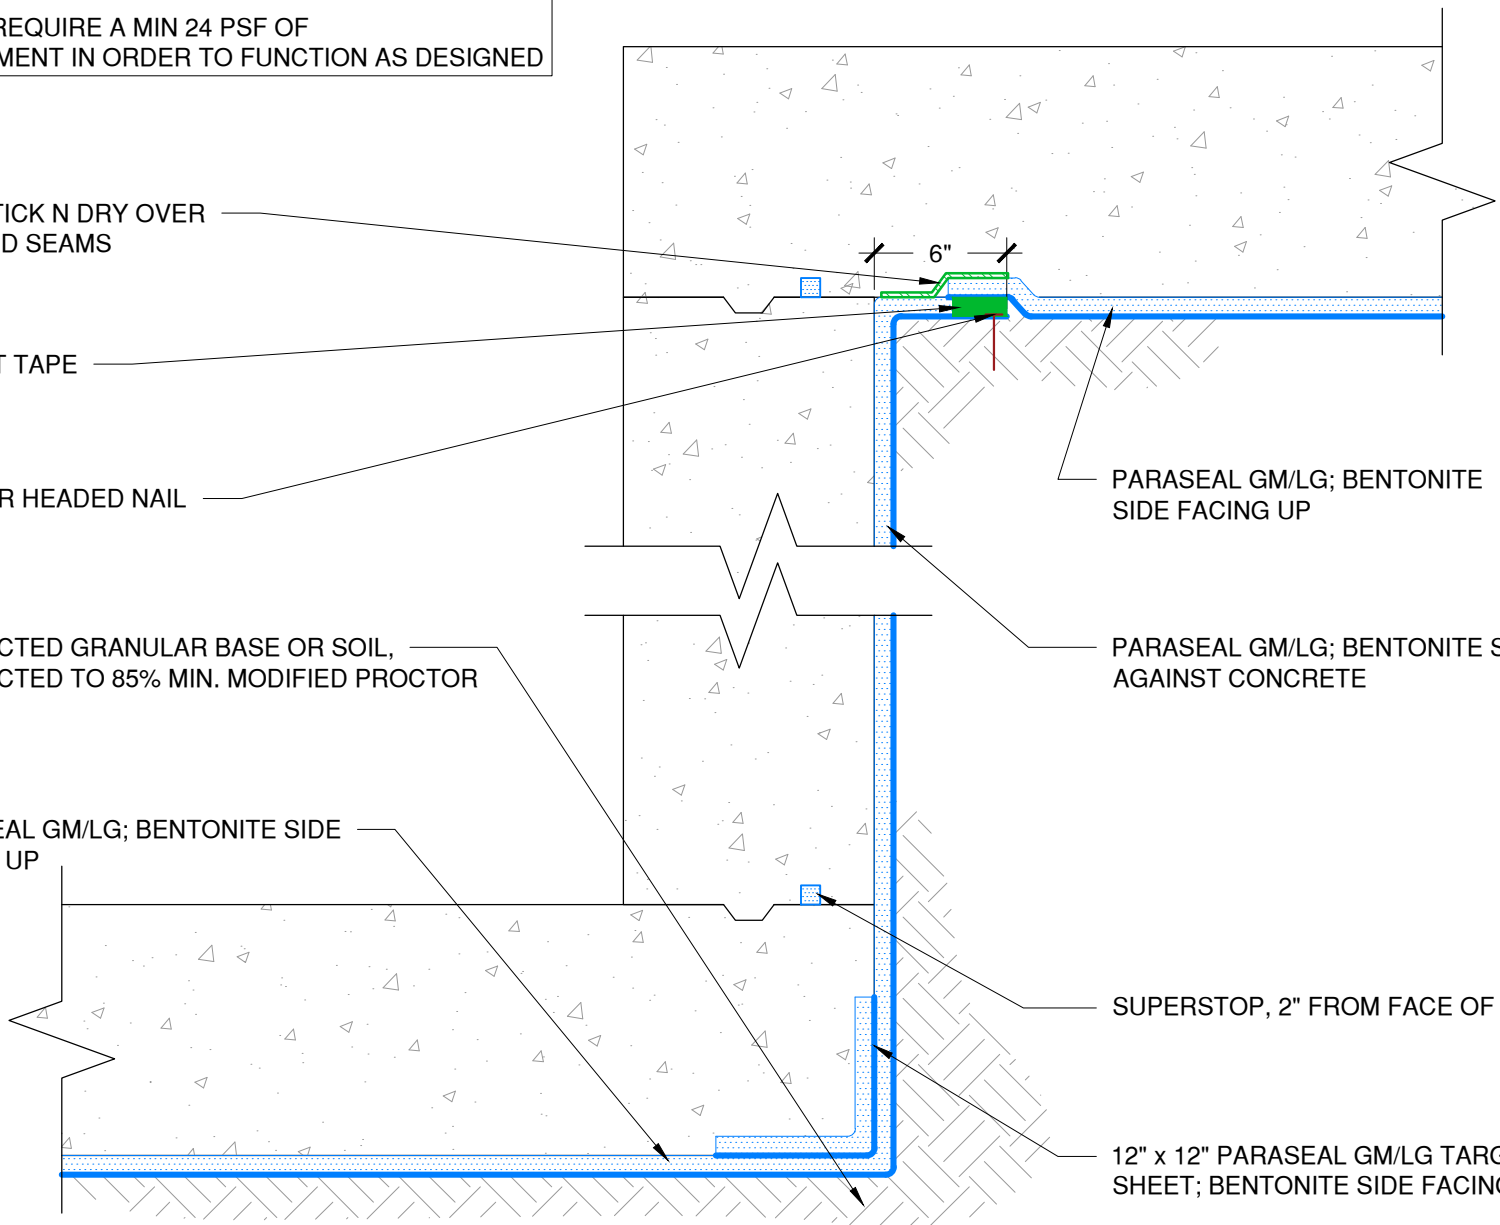 REQUIRE A MIN 24 PSF OF
MENT IN ORDER TO FUNCTION AS DESIGNED
TICK N DRY OVER
D SEAMS
6"
T TAPE
R HEADED NAIL
PARASEAL GM/LG; BENTONITE
SIDE FACING UP
CTED GRANULAR BASE OR SOIL,
CTED TO 85% MIN. MODIFIED PROCTOR
PARASEAL GM/LG; BENTONITE S
AGAINST CONCRETE
EAL GM/LG; BENTONITE SIDE
UP
SUPERSTOP, 2" FROM FACE OF
12" x 12" PARASEAL GM/LG TARG
SHEET; BENTONITE SIDE FACING